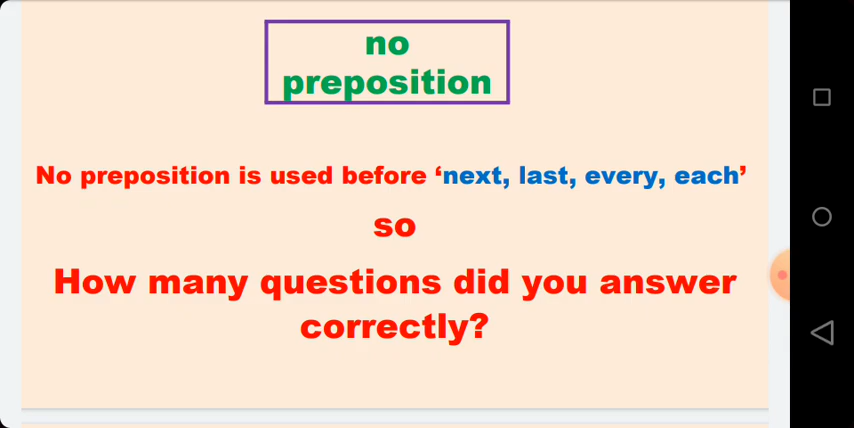 no
preposition
No preposition is used before ‘next, last, every, each’
so
How many questions did you answer
correctly?